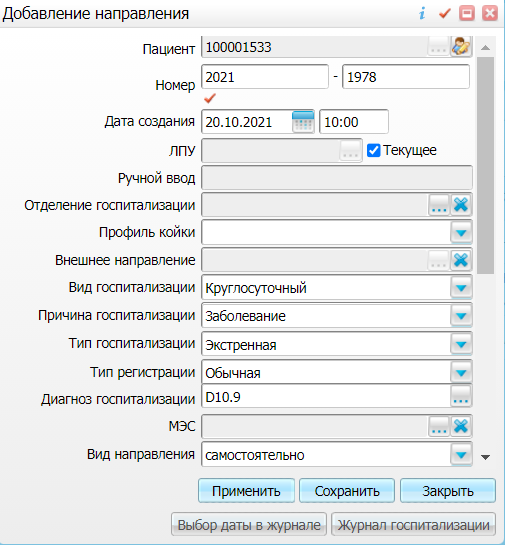 Добавление направления
Пациент 100001533
Номер 2021 - 1978
Дата создания 20.10.2021 10:00
ЛПУ Текущее
Ручной ввод
Отделение госпитализации
Профиль койки
Внешнее направление
Вид госпитализации Круглосуточный
Причина госпитализации Заболевание
Тип госпитализации Экстренная
Тип регистрации Обычная
Диагноз госпитализации D10.9
МЭС
Вид направления самостоятельно
Применить Сохранить Закрыть
Выбор даты в журнале Журнал госпитализации